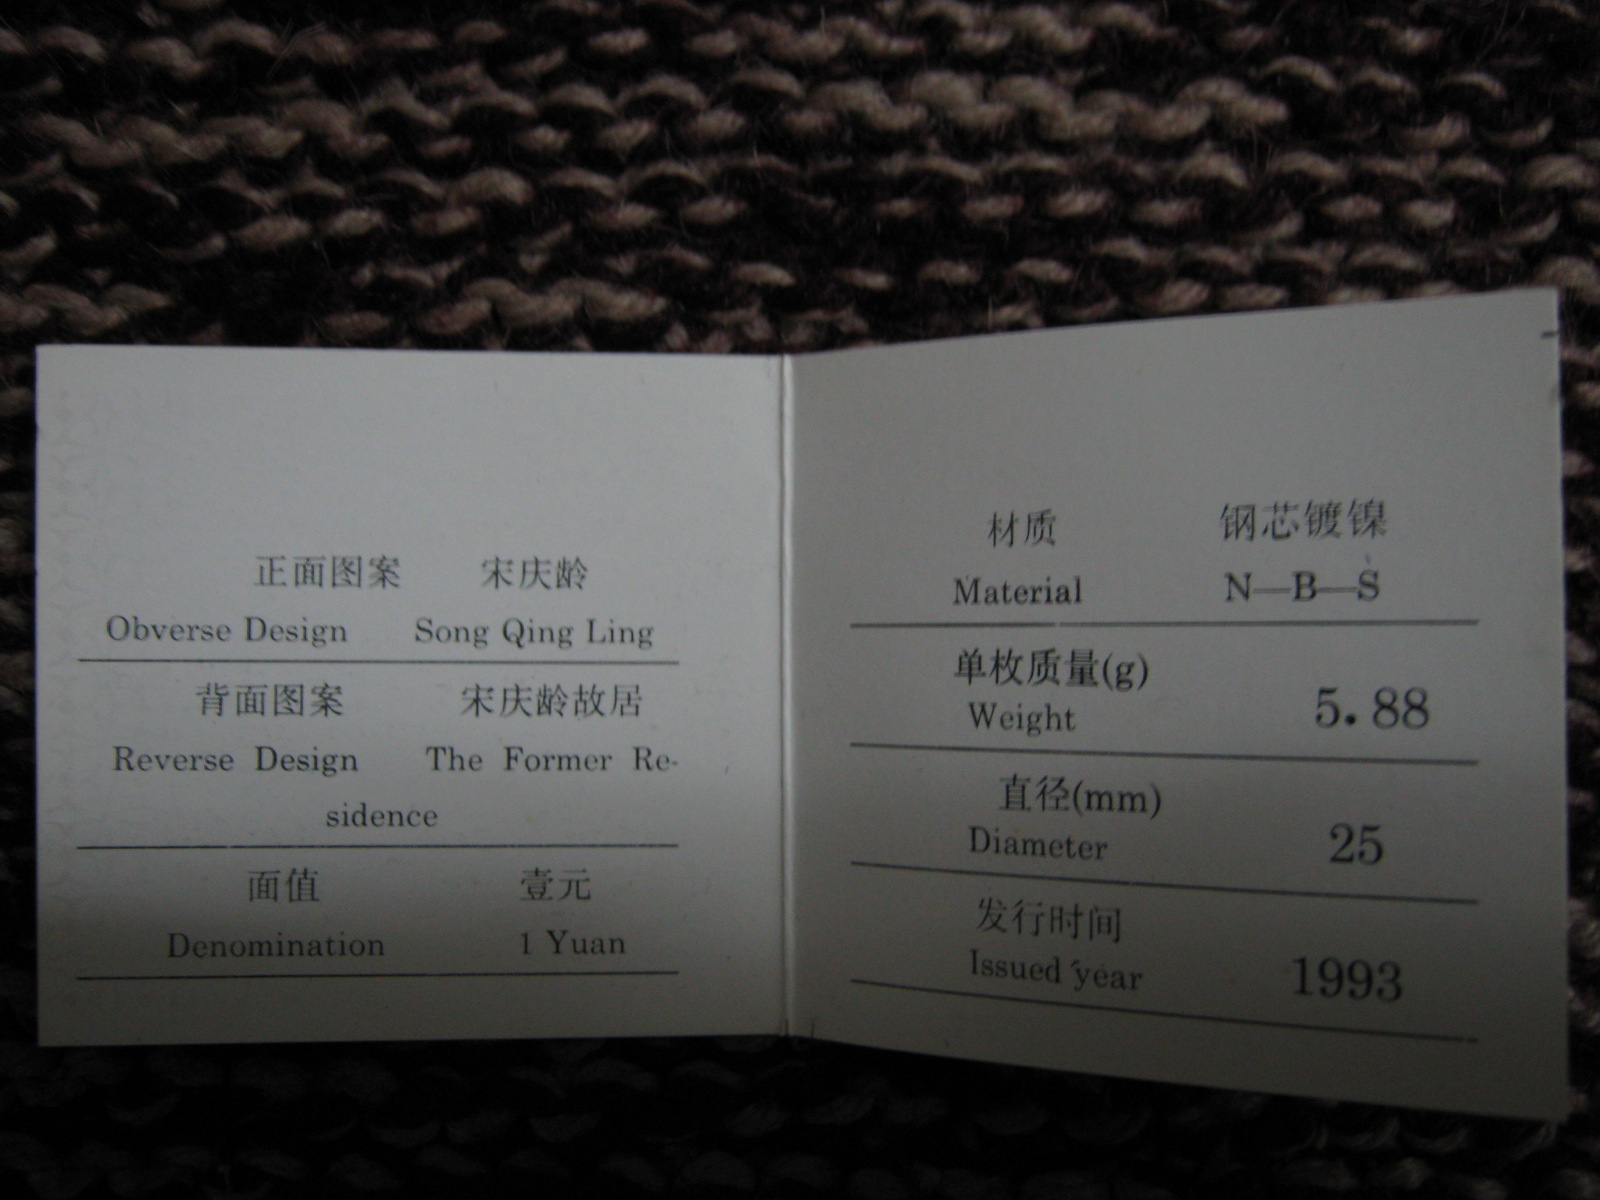 正面图案 宋庆龄
Obverse Design Song Qing Ling
背面图案 宋庆龄故居
Reverse Design The Former Re-
sidence
面值 壹元
Denomination 1 Yuan
材质 钢芯镀镍
Material N—B—S
单枚质量(g)
Weight 5.88
直径(mm)
Diameter 25
发行时间
Issued year 1993